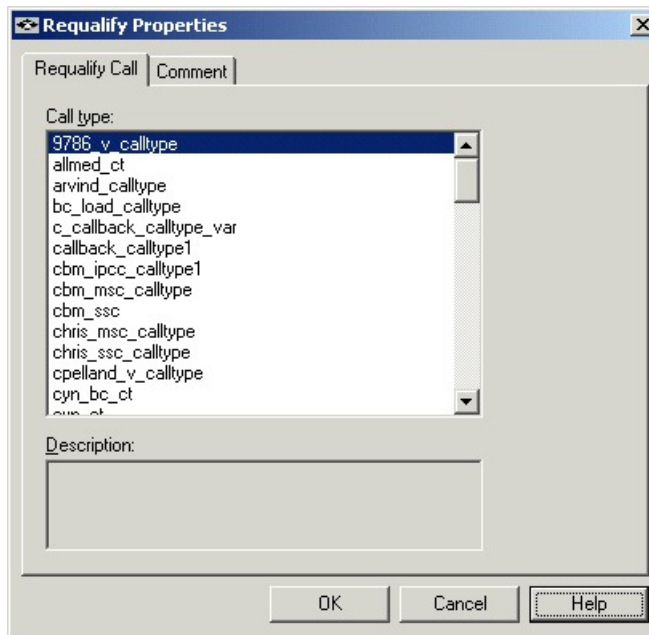 Requalify Properties
Requalify Call Comment
Call type:
9786_v_calltype
allmed_ct
arvind_calltype
bc_load_calltype
c_callback_calltype_var
callback_calltype1
cbm_ipcc_calltype1
cbm_msc_calltype
cbm_ssc
chris_msc_calltype
chris_ssc_calltype
cpelland_v_calltype
cyn_bc_ct
Description:
OK Cancel Help